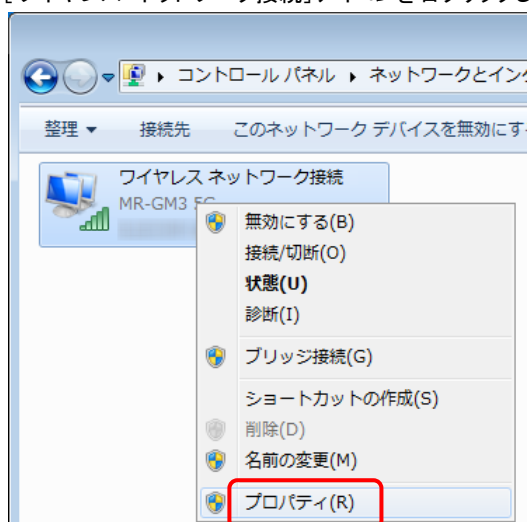 コントロール パネル ▸ ネットワークとイン
整理 ▼ 接続先 このネットワーク デバイスを無効にす
ワイヤレス ネットワーク接続
MR-GM3 5G
無効にする(B)
接続/切断(O)
状態(U)
診断(I)
ブリッジ接続(G)
ショートカットの作成(S)
削除(D)
名前の変更(M)
プロパティ(R)